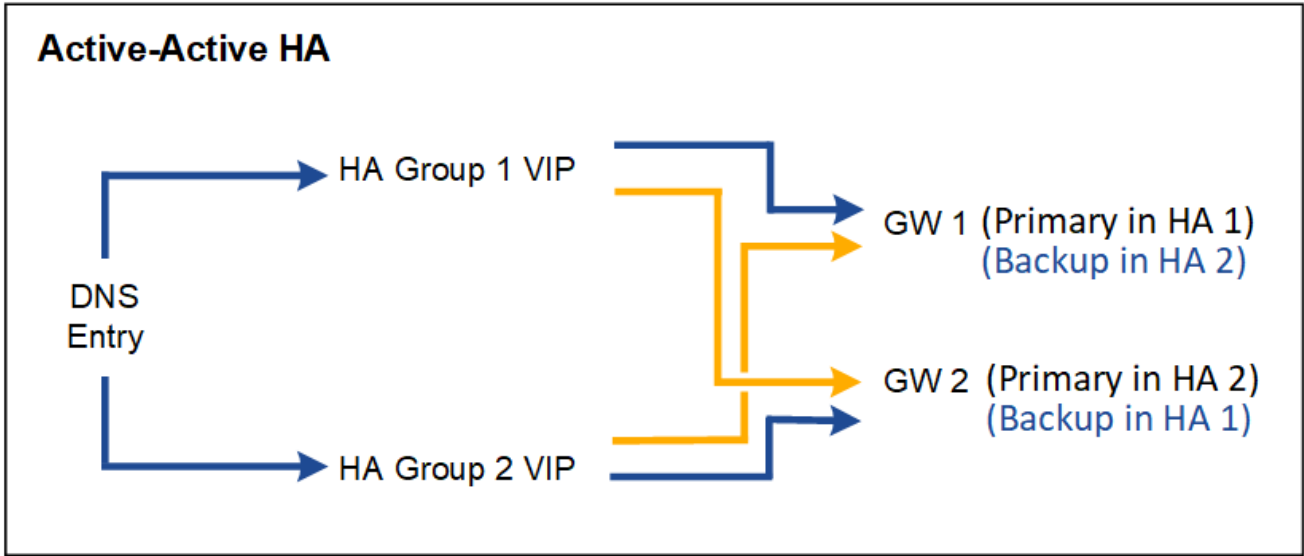 Active-Active HA
HA Group 1 VIP
GW 1 (Primary in HA 1)
(Backup in HA 2)
DNS
Entry
GW 2 (Primary in HA 2)
(Backup in HA 1)
HA Group 2 VIP